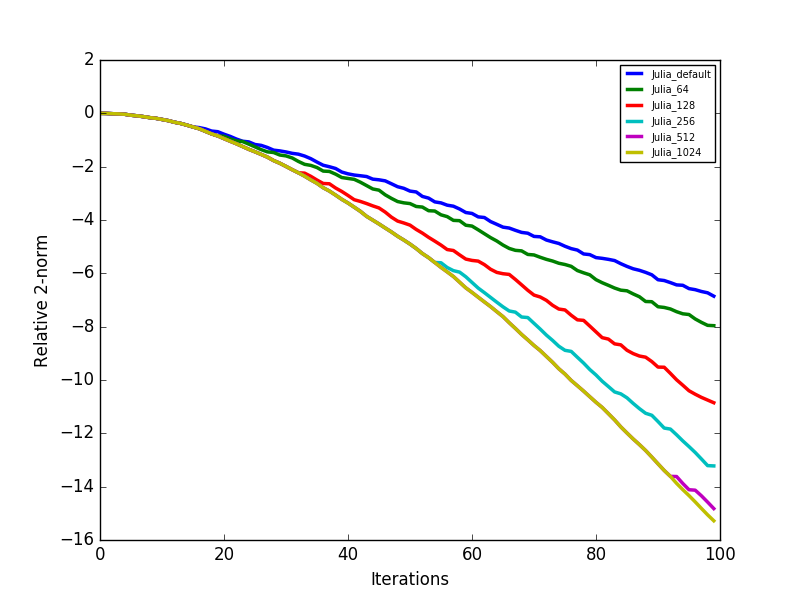 2
0
−2
−4
−6
−8
−10
−12
−14
−16
0 20 40 60 80 100
Iterations
Relative 2-norm
Julia_default
Julia_64
Julia_128
Julia_256
Julia_512
Julia_1024